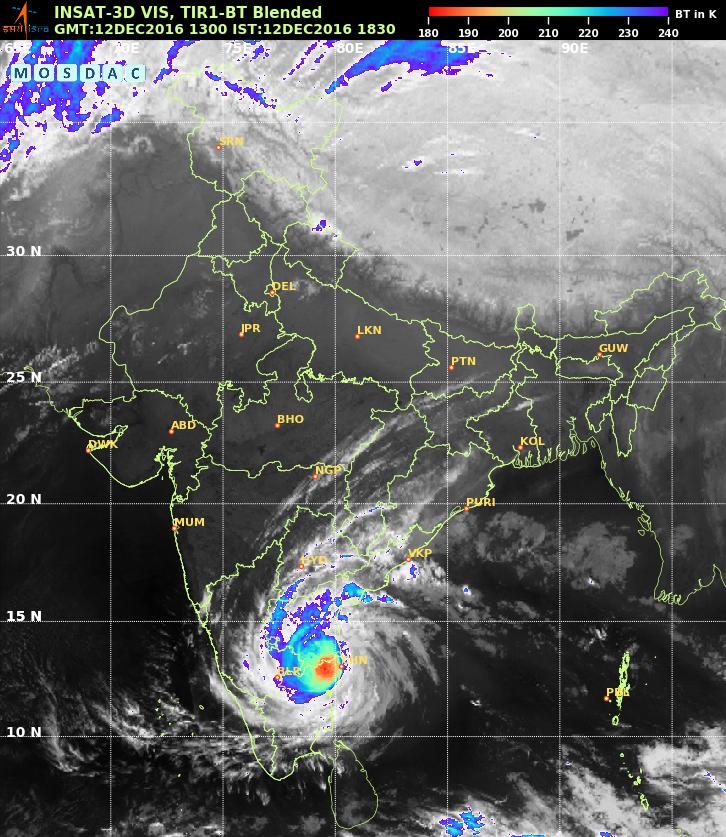 INSAT-3D VIS, TIR1-BT Blended
GMT:12DEC2016 1300 IST:12DEC2016 1830
BT in K
180 190 200 210 220 230 240
75E 80E 85E 90E
MOSDAC
SRN
30 N
DEL
JPR
LKN
GUW
PTN
25 N
ABD
BHO
DWK
KOL
NGP
20 N
PURI
MUM
VKP
HYD
15 N
CHN
BLR
PBL
10 N